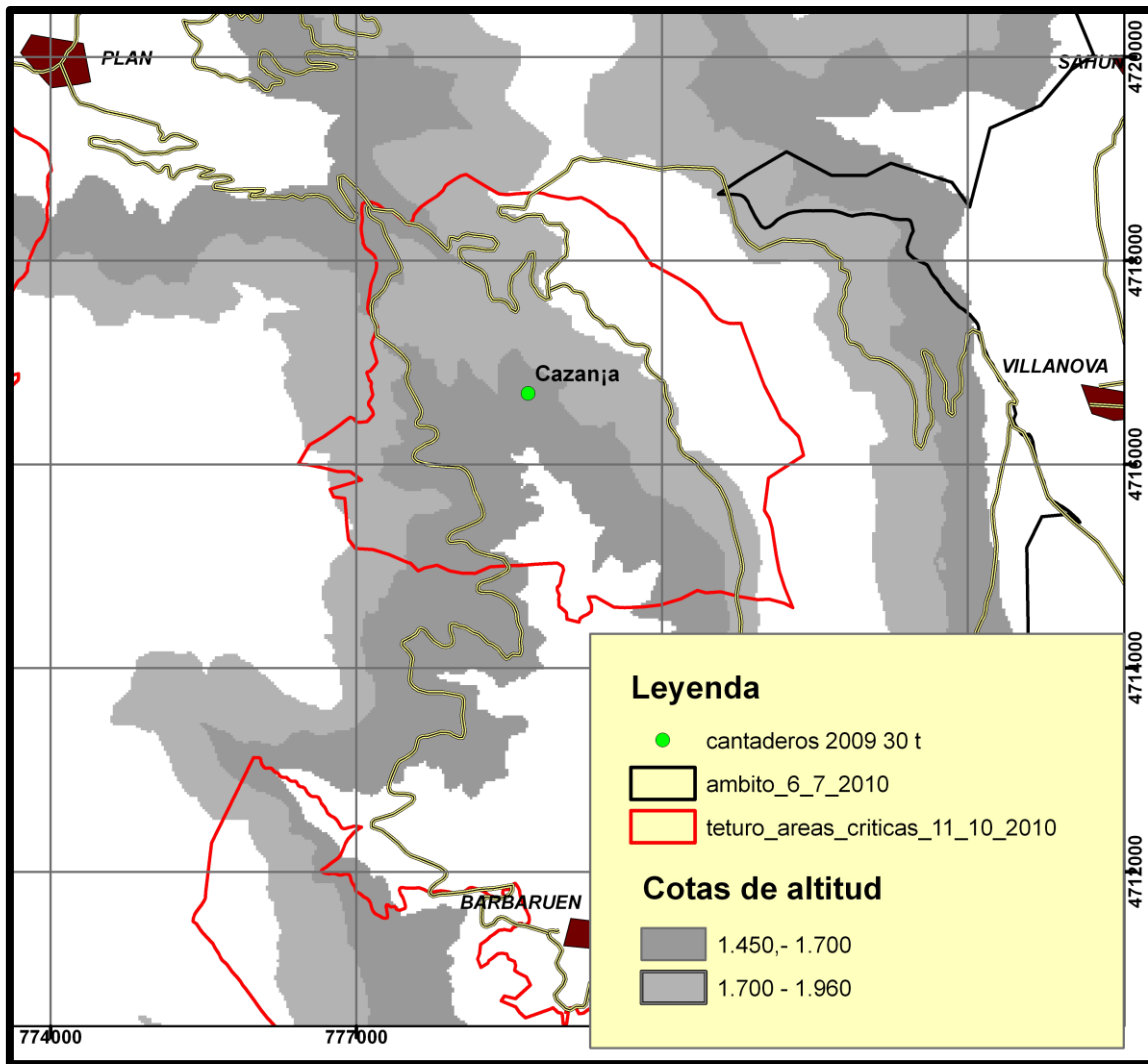 PLAN
4720000
4718000
VILLANOVA
Cazan¡a
4716000
Leyenda
4714000
cantaderos 2009 30 t
ambito_6_7_2010
teturo_areas_criticas_11_10_2010
4712000
Cotas de altitud
BARBARUEN
1.450,- 1.700
1.700 - 1.960
774000
777000